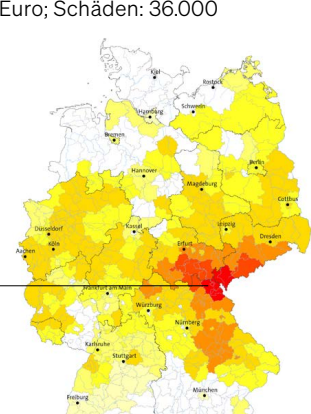 Euro; Schäden: 36.000
Kiel
Rostock
Hamburg
Schwerin
Bremen
Hannover
Berlin
Magdeburg
Cottbus
Düsseldorf
Kassel
Leipzig
Köln
Erfurt
Dresden
Aachen
Frankfurt am Main
Würzburg
Nürnberg
Karlsruhe
Stuttgart
München
Freiburg